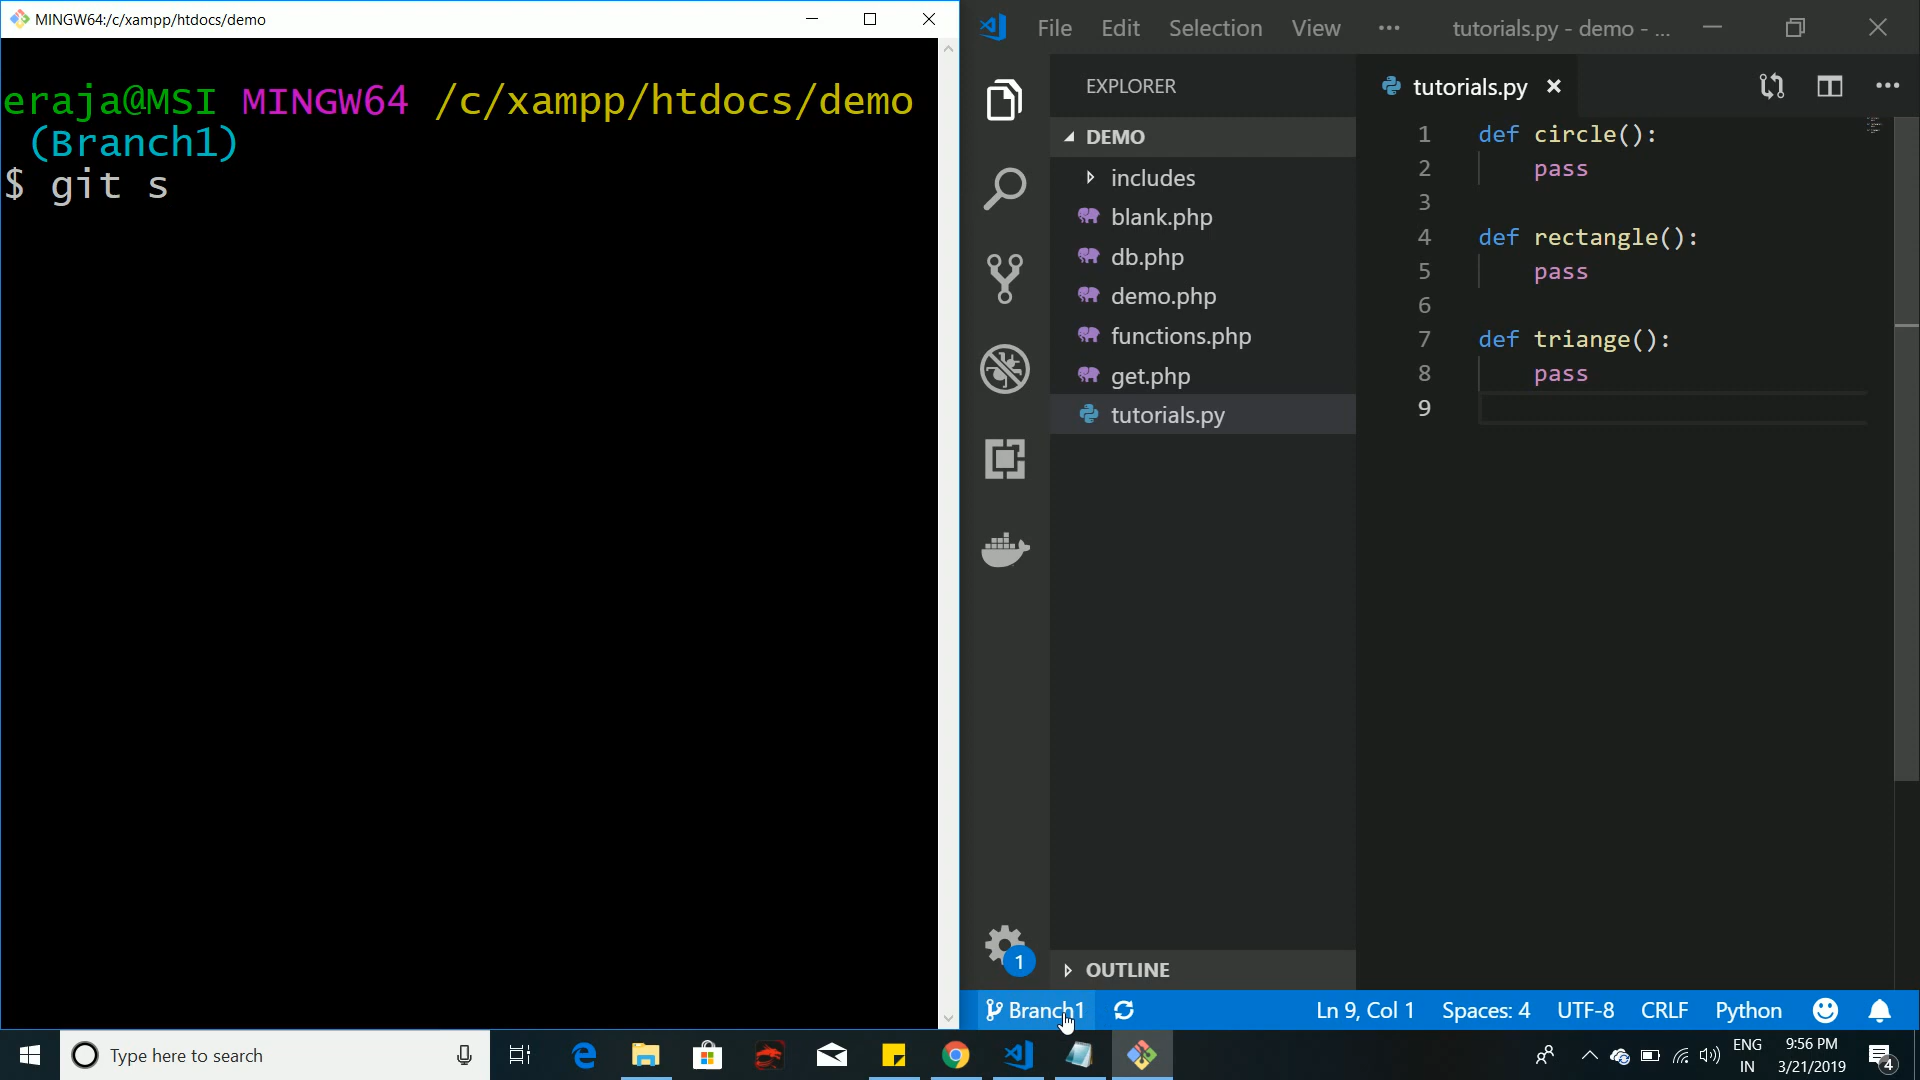 MINGW64:/c/xampp/htdocs/demo
eraja@MSI MINGW64 /c/xampp/htdocs/demo
(Branch1)
$ git s
File Edit Selection View ... tutorials.py - demo - ...
EXPLORER
DEMO
includes
blank.php
db.php
demo.php
functions.php
get.php
tutorials.py
OUTLINE
1
tutorials.py
1 def circle():
2 pass
3
4 def rectangle():
5 pass
6
7 def triange():
8 pass
9
Branch1 Ln 9, Col 1 Spaces: 4 UTF-8 CRLF Python
Type here to search
ENG
IN
9:56 PM
3/21/2019
4